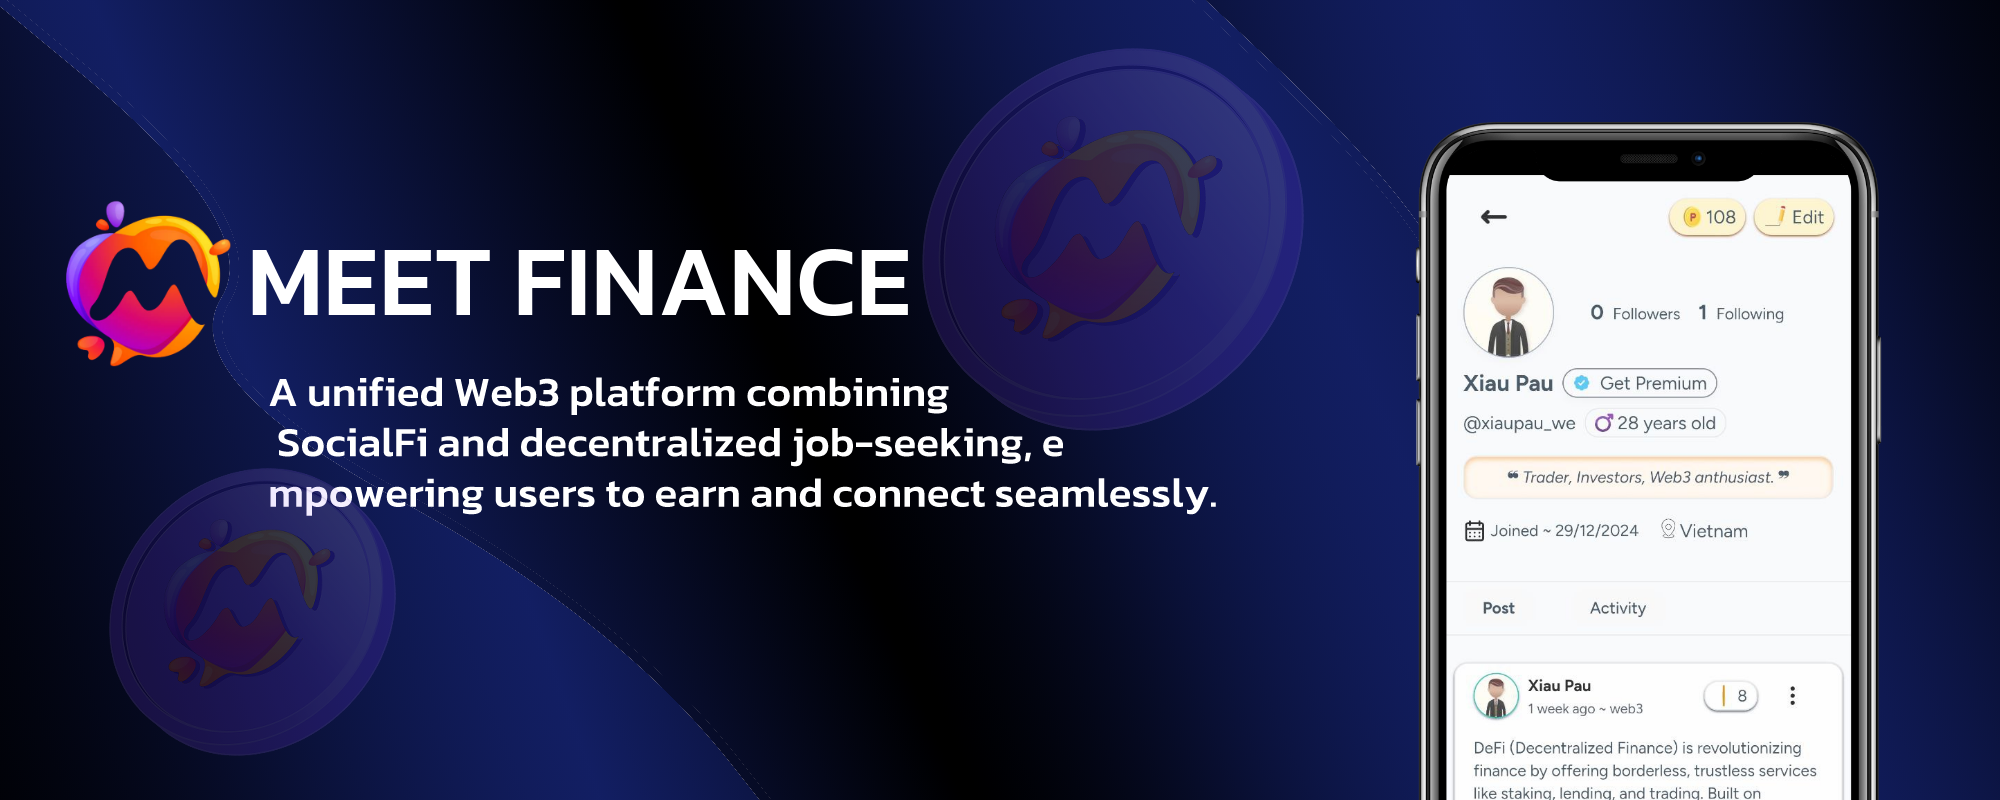 MEET FINANCE
A unified Web3 platform combining
SocialFi and decentralized job-seeking, e
mpowering users to earn and connect seamlessly.
P 108 Edit
0 Followers 1 Following
Xiau Pau Get Premium
@xiaupau_we 28 years old
❝ Trader, Investors, Web3 anthusiast. ❞
Joined ~ 29/12/2024 Vietnam
Post Activity
Xiau Pau 8
1 week ago ~ web3
DeFi (Decentralized Finance) is revolutionizing
finance by offering borderless, trustless services
like staking, lending, and trading. Built on